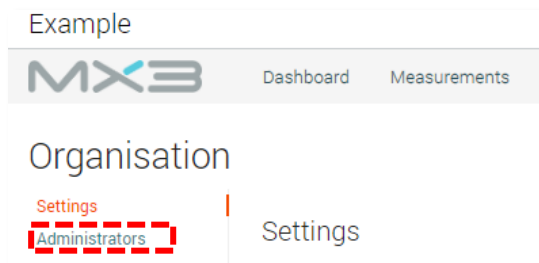 Example
MX3 Dashboard Measurements
Organisation
Settings
Administrators
Settings